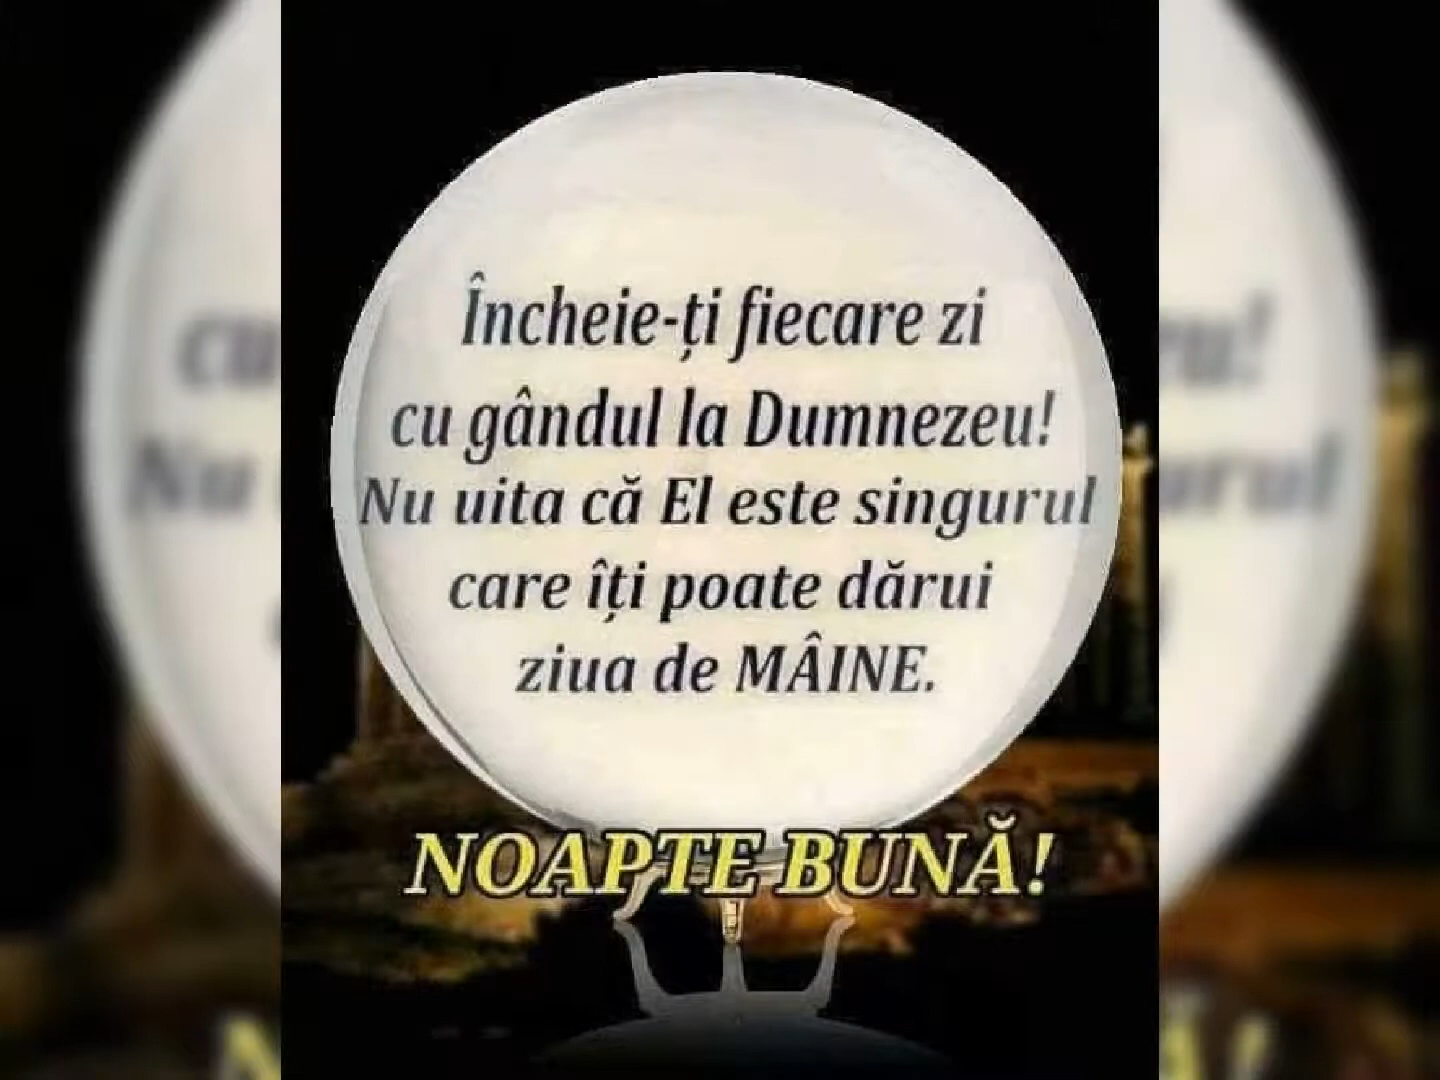 Încheie-ți fiecare zi
cu gândul la Dumnezeu!
Nu uita că El este singurul
care îți poate dărui
ziua de MÂINE.
NOAPTE BUNĂ!